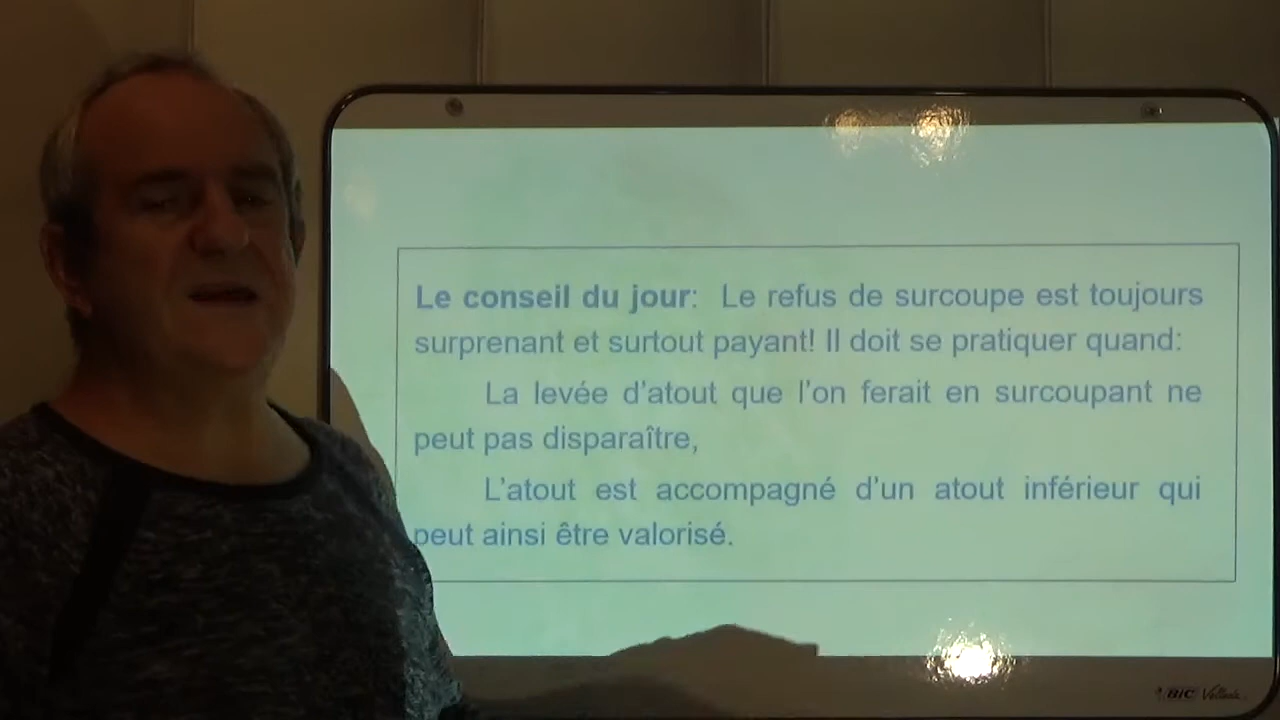 Le conseil du jour: Le refus de surcoupe est toujours
surprenant et surtout payant! Il doit se pratiquer quand:
La levée d'atout que l'on ferait en surcoupant ne
peut pas disparaître,
L'atout est accompagné d'un atout inférieur qui
peut ainsi être valorisé.
BIC Velleda